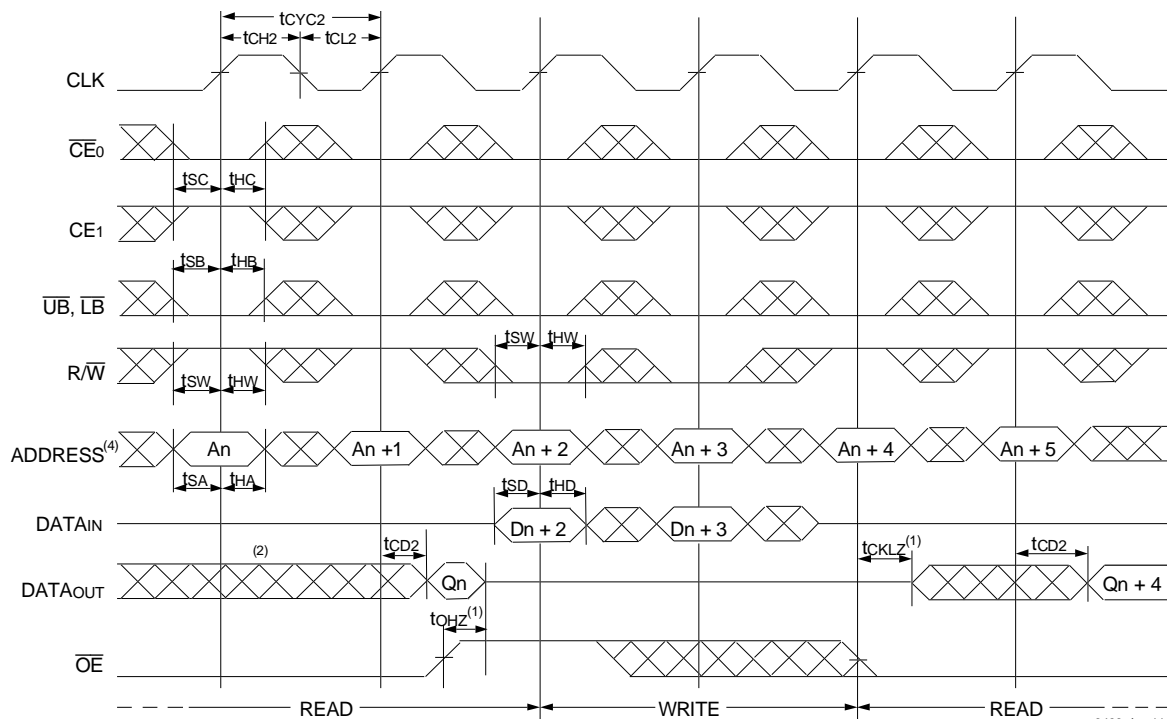 tCYC2
tCH2 tCL2
CLK
CE0
tSC tHC
CE1
tSB tHB
UB, LB
tSW tHW
R/W
tSW tHW
ADDRESS(4) An An +1 An + 2 An + 3 An + 4 An + 5
tSA tHA tSD tHD
DATAIN Dn + 2 Dn + 3
tCD2 tCKLZ(1) tCD2
(2)
DATAOUT Qn Qn + 4
tOHZ(1)
OE
READ WRITE READ